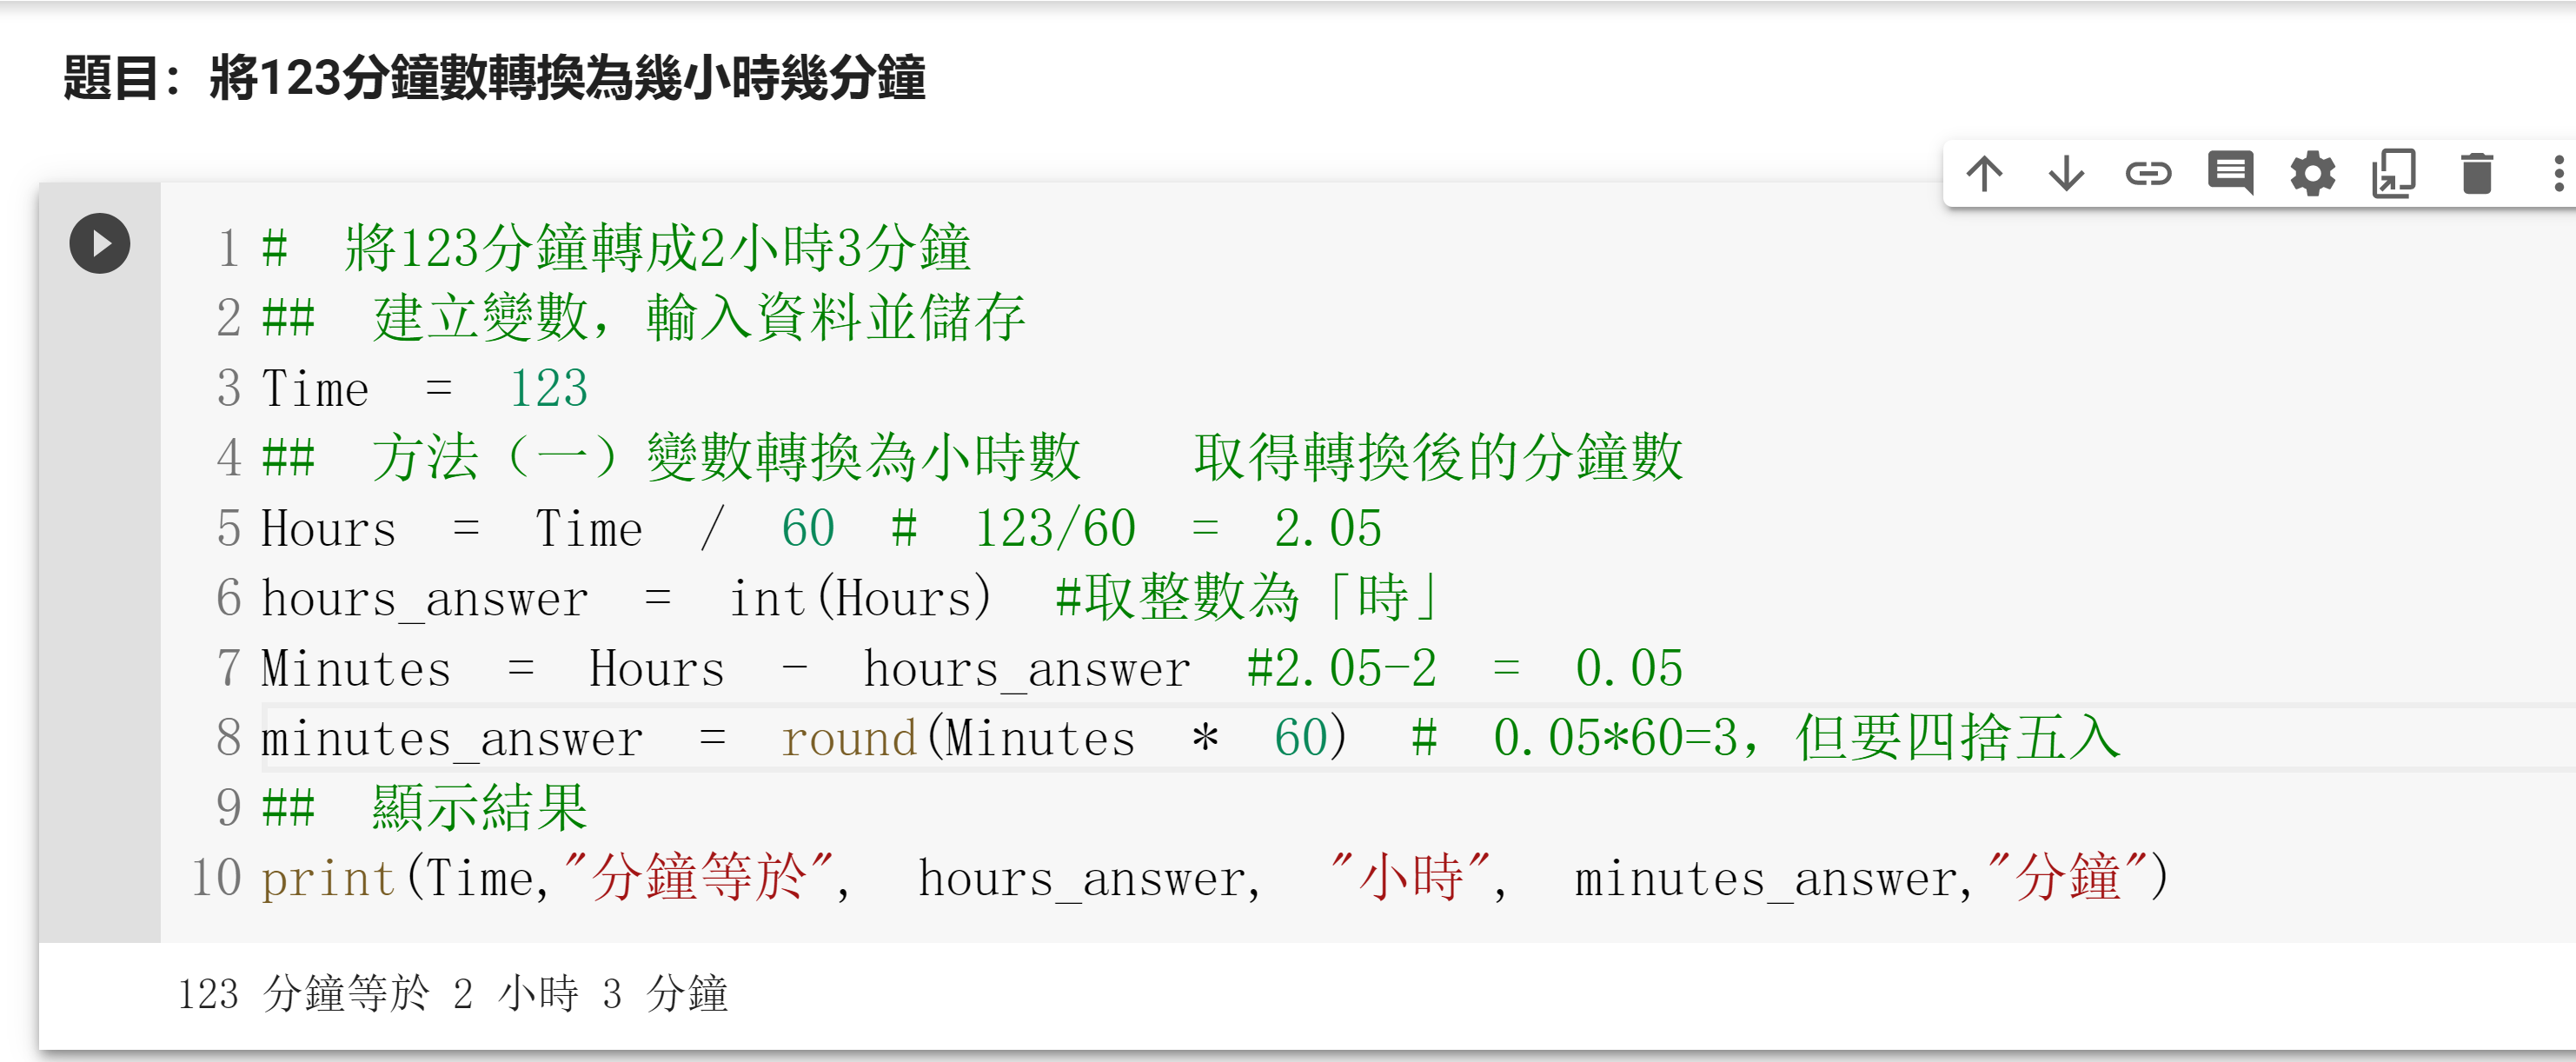 題目：將123分鐘數轉換為幾小時幾分鐘
1 #  將123分鐘轉成2小時3分鐘
2 ##  建立變數，輸入資料並儲存
3 Time = 123
4 ##  方法（一）變數轉換為小時數  取得轉換後的分鐘數
5 Hours = Time / 60 # 123/60 = 2.05
6 hours_answer = int(Hours) #取整數為「時」
7 Minutes = Hours - hours_answer #2.05-2 = 0.05
8 minutes_answer = round(Minutes * 60) # 0.05*60=3，但要四捨五入
9 ##  顯示結果
10 print(Time,"分鐘等於", hours_answer, "小時", minutes_answer,"分鐘")
123 分鐘等於 2 小時 3 分鐘